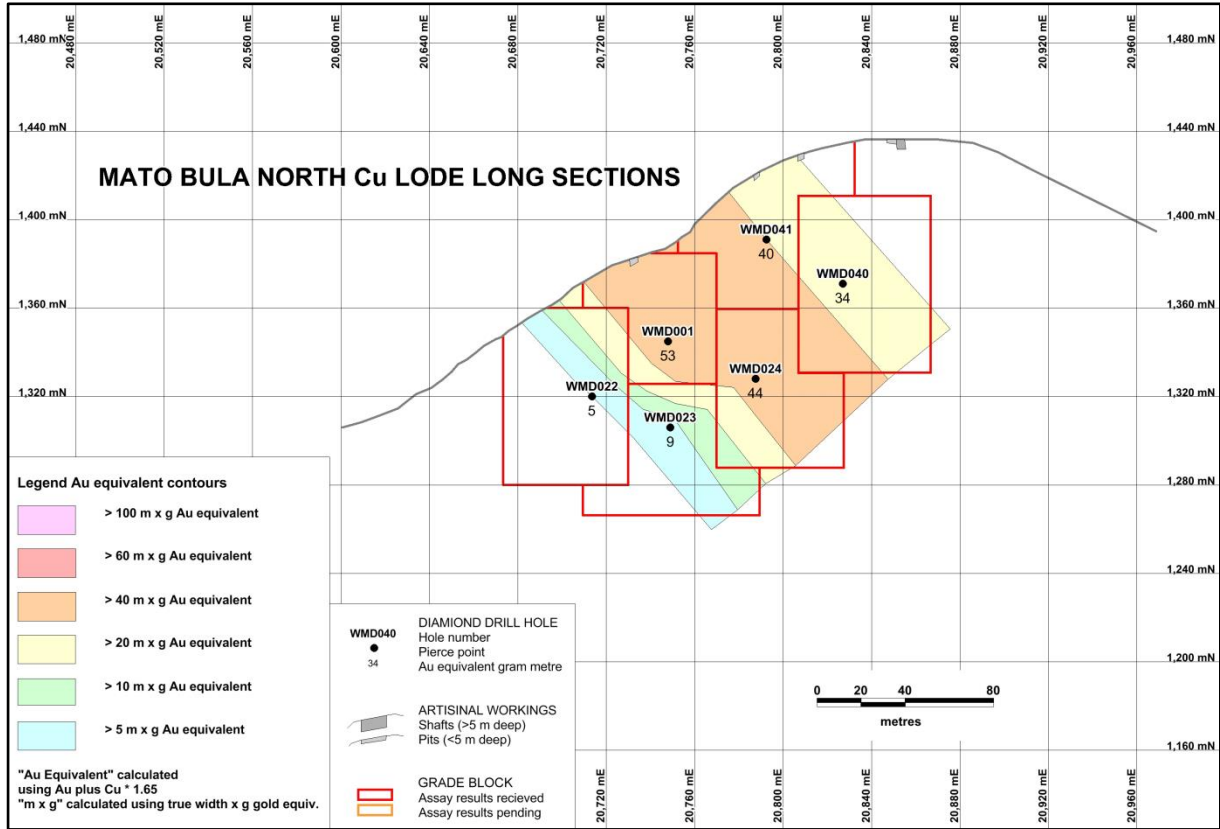 20,480 mE
20,520 mE
20,560 mE
20,600 mE
20,640 mE
20,680 mE
20,720 mE
20,760 mE
20,800 mE
20,840 mE
20,880 mE
20,920 mE
20,960 mE
1,480 mN
1,480 mN
1,440 mN
1,440 mN
MATO BULA NORTH Cu LODE LONG SECTIONS
1,400 mN
1,400 mN
WMD041
40
WMD040
34
1,360 mN
1,360 mN
WMD001
53
WMD024
44
WMD022
5
1,320 mN
1,320 mN
WMD023
9
1,280 mN
1,240 mN
1,200 mN
1,160 mN
Legend Au equivalent contours
> 100 m x g Au equivalent
> 60 m x g Au equivalent
> 40 m x g Au equivalent
> 20 m x g Au equivalent
> 10 m x g Au equivalent
> 5 m x g Au equivalent
"Au Equivalent" calculated
using Au plus Cu * 1.65
"m x g" calculated using true width x g gold equiv.
DIAMIOND DRILL HOLE
WMD040
Hole number
Pierce point
34
Au equivalent gram metre
ARTISINAL WORKINGS
Shafts (>5 m deep)
Pits (<5 m deep)
GRADE BLOCK
Assay results recieved
Assay results pending
0 20 40 80
metres
20,720 mE
20,760 mE
20,800 mE
20,840 mE
20,880 mE
20,920 mE
20,960 mE